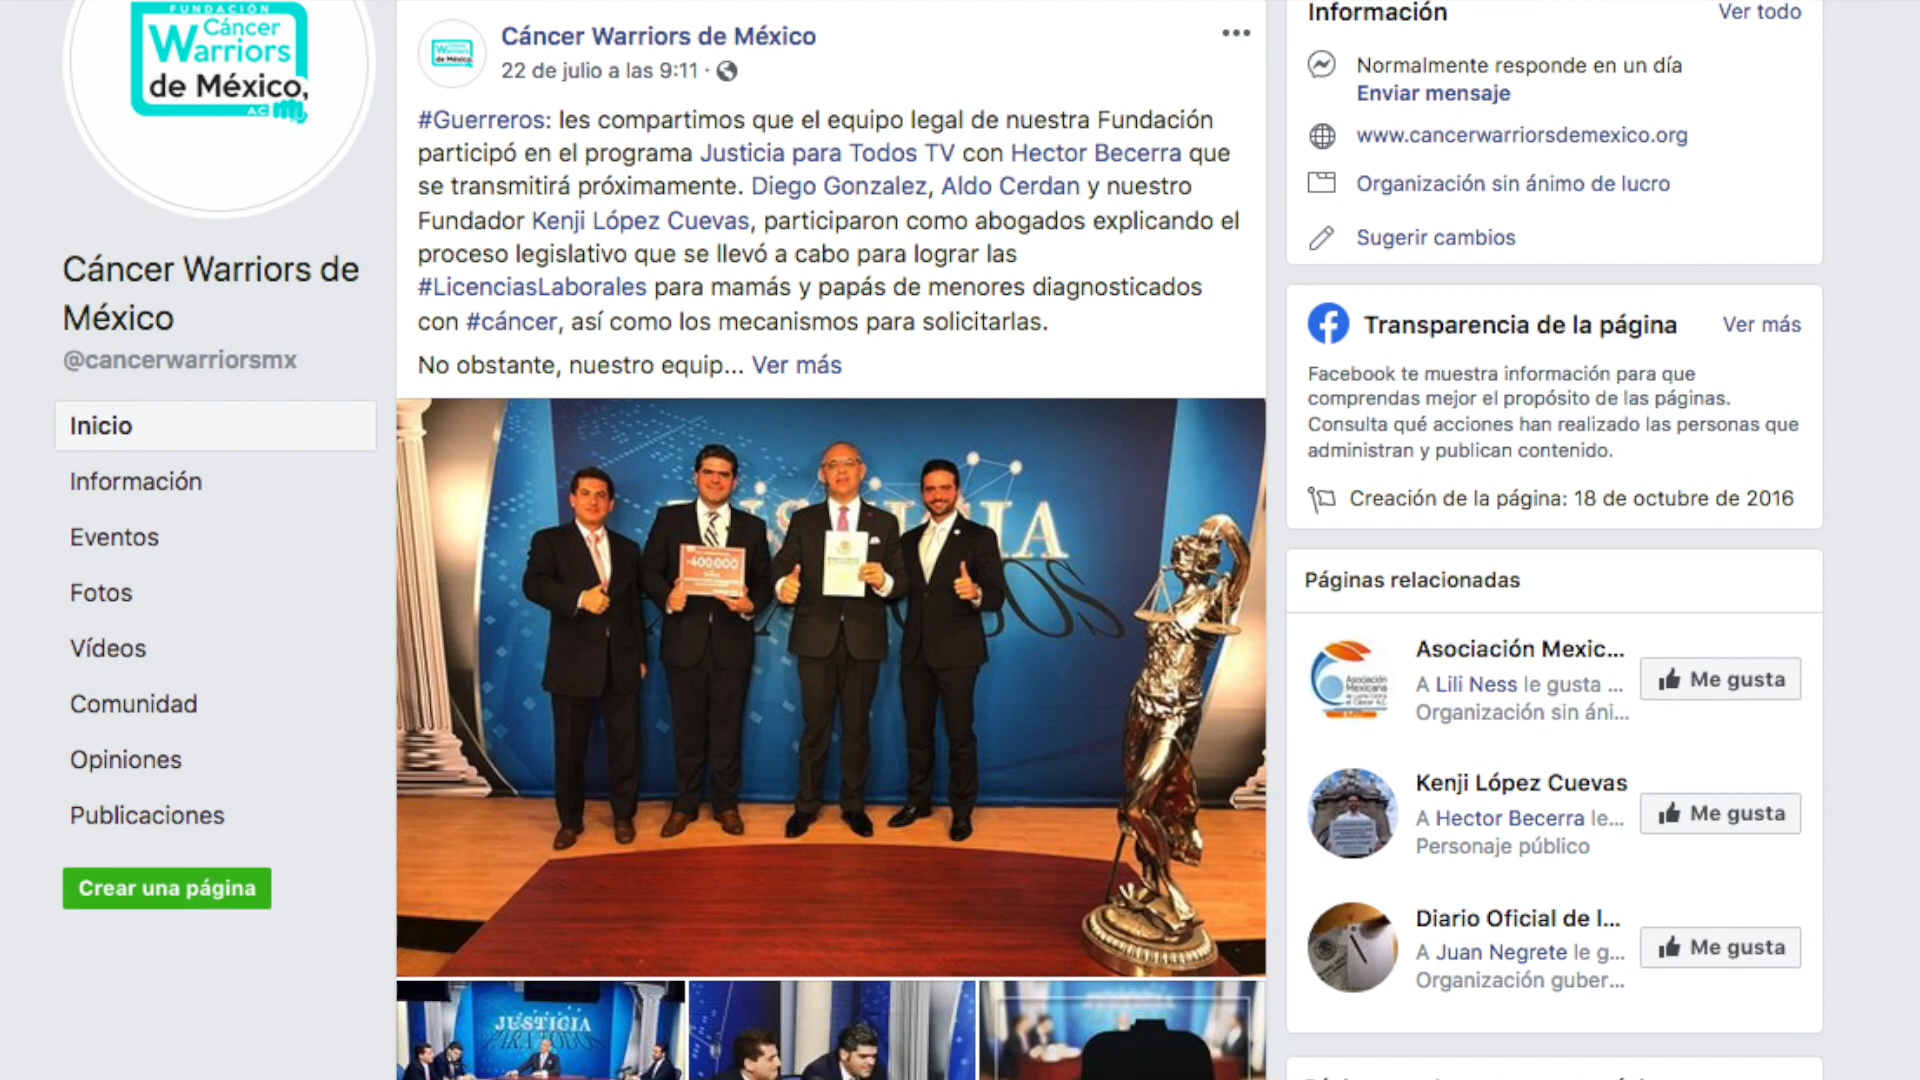 FUNDACIÓN
Cáncer
Warriors
de México,
A.C.
Cáncer Warriors de
México
@cancerwarriorsmx
Inicio
Información
Eventos
Fotos
Vídeos
Comunidad
Opiniones
Publicaciones
Crear una página
Cáncer
Warriors
de México,
Cáncer Warriors de México
22 de julio a las 9:11 ·
#Guerreros: les compartimos que el equipo legal de nuestra Fundación
participó en el programa Justicia para Todos TV con Hector Becerra que
se transmitirá próximamente. Diego Gonzalez, Aldo Cerdan y nuestro
Fundador Kenji López Cuevas, participaron como abogados explicando el
proceso legislativo que se llevó a cabo para lograr las
#LicenciasLaborales para mamás y papás de menores diagnosticados
con #cáncer, así como los mecanismos para solicitarlas.
No obstante, nuestro equip... Ver más
400,000
JUSTICIA
PARA TODOS
Información
Ver todo
Normalmente responde en un día
Enviar mensaje
www.cancerwarriorsdemexico.org
Organización sin ánimo de lucro
Sugerir cambios
Transparencia de la página
Ver más
Facebook te muestra información para que
comprendas mejor el propósito de las páginas.
Consulta qué acciones han realizado las personas que
administran y publican contenido.
Creación de la página: 18 de octubre de 2016
Páginas relacionadas
Asociación
Mexicana
Asociación Mexic...
A Lili Ness le gusta ...
Organización sin áni...
Me gusta
Kenji López Cuevas
A Hector Becerra le...
Personaje público
Me gusta
Diario Oficial de l...
A Juan Negrete le g...
Organización guber...
Me gusta